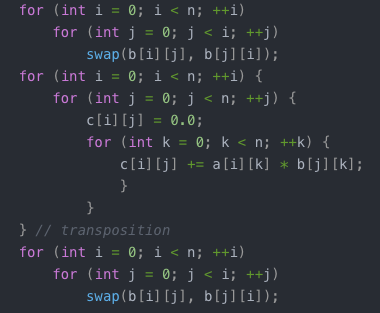 for (int i = 0; i < n; ++i)
    for (int j = 0; j < i; ++j)
        swap(b[i][j], b[j][i]);
for (int i = 0; i < n; ++i) {
    for (int j = 0; j < n; ++j) {
        c[i][j] = 0.0;
        for (int k = 0; k < n; ++k) {
            c[i][j] += a[i][k] * b[j][k];
            }
        }
} // transposition
for (int i = 0; i < n; ++i)
    for (int j = 0; j < i; ++j)
        swap(b[i][j], b[j][i]);